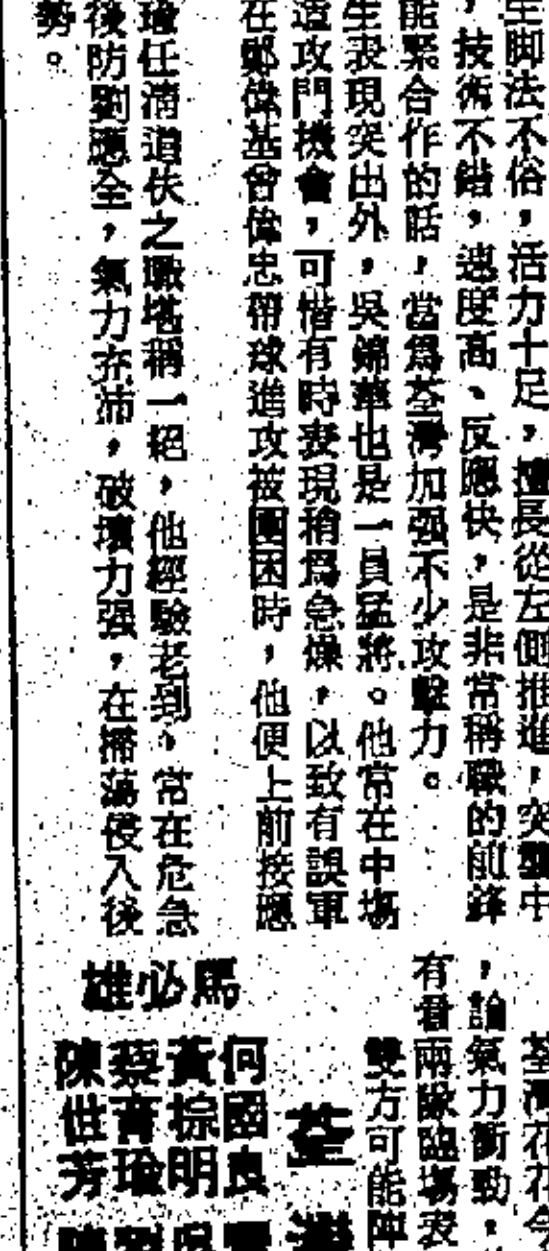 至脚法不俗，活力十足，擅長從左側推進，突襲中
，技術不錯，速度高、反應快，是非常稱職的前鋒
能緊合作的話，當爲荃灣加强不少攻擊力。
生表現突出外，吳錦華也是一員猛將。他常在中場
造攻門機會，可惜有時表現稍爲急燥，以致有誤軍
在鄭偉基曾偉忠帶球進攻被圍困時，他便上前接應
瑜任清道伕之職堪稱一絕，他經驗老到，常在危急
後防劉應全，氣力充沛，破壞力强，在掃蕩侵入後
勢。
荃灣花花今
，論氣力衝勁，
有看兩隊臨場表
雙方可能陣
荃
何國良
黃棕明
蔡育瑜
陳世芳
雄必馬